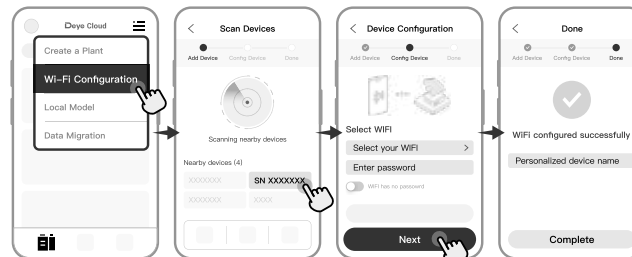 Deye Cloud
Create a Plant
Wi-Fi Configuration
Local Model
Data Migration
Scan Devices
Add Device Config Device Done
Scanning nearby devices
Nearby devices (4)
XXXXXXX SN XXXXXXX
XXXXXXX XXXX
Device Configuration
Add Device Config Device Done
Select WIFI
Select your WIFI >
Enter password
WiFi has no passowrd
Next
Done
Add Device Config Device Done
WiFi configured successfully
Personalized device name
Complete